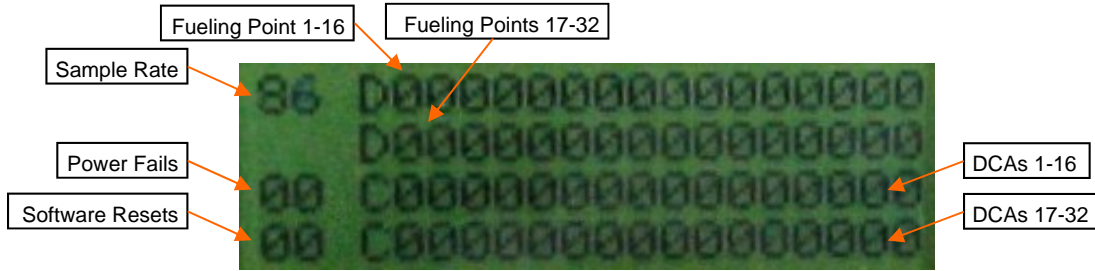 Fueling Point 1-16
Fueling Points 17-32
Sample Rate
86 D0000000000000000
D0000000000000000
Power Fails
00 C0000000000000000
DCAs 1-16
Software Resets
00 C0000000000000000
DCAs 17-32